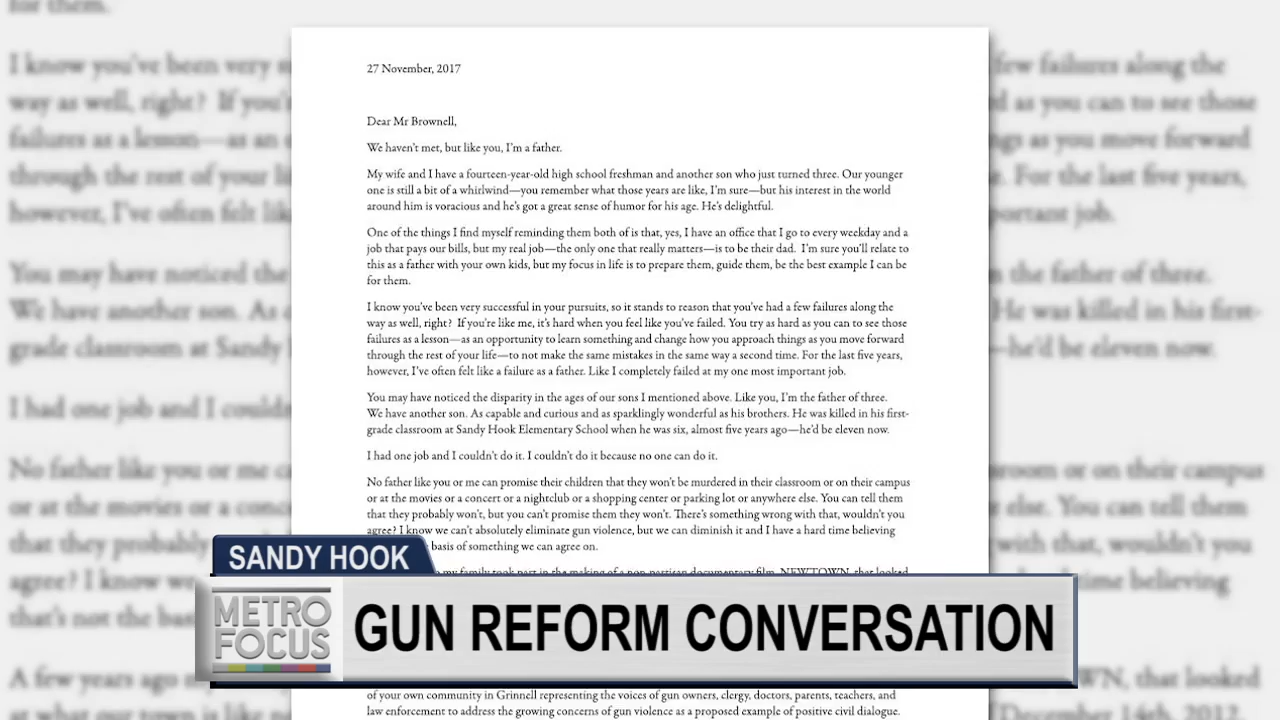 27 November, 2017
Dear Mr Brownell,
We haven't met, but like you, I'm a father.
My wife and I have a fourteen-year-old high school freshman and another son who just turned three. Our younger
one is still a bit of a whirlwind—you remember what those years are like, I'm sure—but his interest in the world
around him is voracious and he's got a great sense of humor for his age. He's delightful.
One of the things I find myself reminding them both of is that, yes, I have an office that I go to every weekday and a
job that pays our bills, but my real job—the only one that really matters—is to be their dad. I'm sure you'll relate to
this as a father with your own kids, but my focus in life is to prepare them, guide them, be the best example I can be
for them.
I know you've been very successful in your pursuits, so it stands to reason that you've had a few failures along the
way as well, right? If you're like me, it's hard when you feel like you've failed. You try as hard as you can to see those
failures as a lesson—as an opportunity to learn something and change how you approach things as you move forward
through the rest of your life—to not make the same mistakes in the same way a second time. For the last five years,
however, I've often felt like a failure as a father. Like I completely failed at my one most important job.
You may have noticed the disparity in the ages of our sons I mentioned above. Like you, I'm the father of three.
We have another son. As capable and curious and as sparklingly wonderful as his brothers. He was killed in his first-
grade classroom at Sandy Hook Elementary School when he was six, almost five years ago—he'd be eleven now.
I had one job and I couldn't do it. I couldn't do it because no one can do it.
No father like you or me can promise their children that they won't be murdered in their classroom or on their campus
or at the movies or a concert or a nightclub or a shopping center or parking lot or anywhere else. You can tell them
that they probably won't, but you can't promise them they won't. There's something wrong with that, wouldn't you
agree? I know we can't absolutely eliminate gun violence, but we can diminish it and I have a hard time believing
basis of something we can agree on.
my family took part in the making of a non-partisan documentary film, NEWTOWN, that looked
SANDY HOOK
METRO
FOCUS
GUN REFORM CONVERSATION
of your own community in Grinnell representing the voices of gun owners, clergy, doctors, parents, teachers, and
law enforcement to address the growing concerns of gun violence as a proposed example of positive civil dialogue.